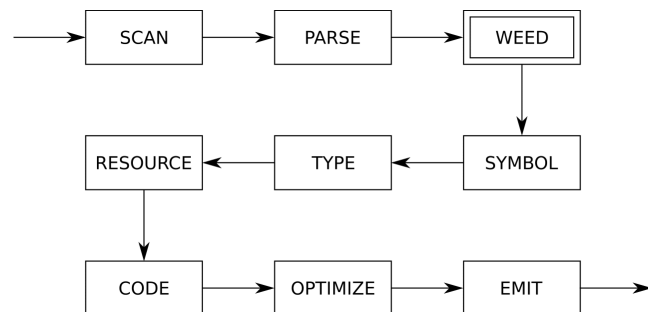 SCAN
PARSE
WEED
RESOURCE
TYPE
SYMBOL
CODE
OPTIMIZE
EMIT